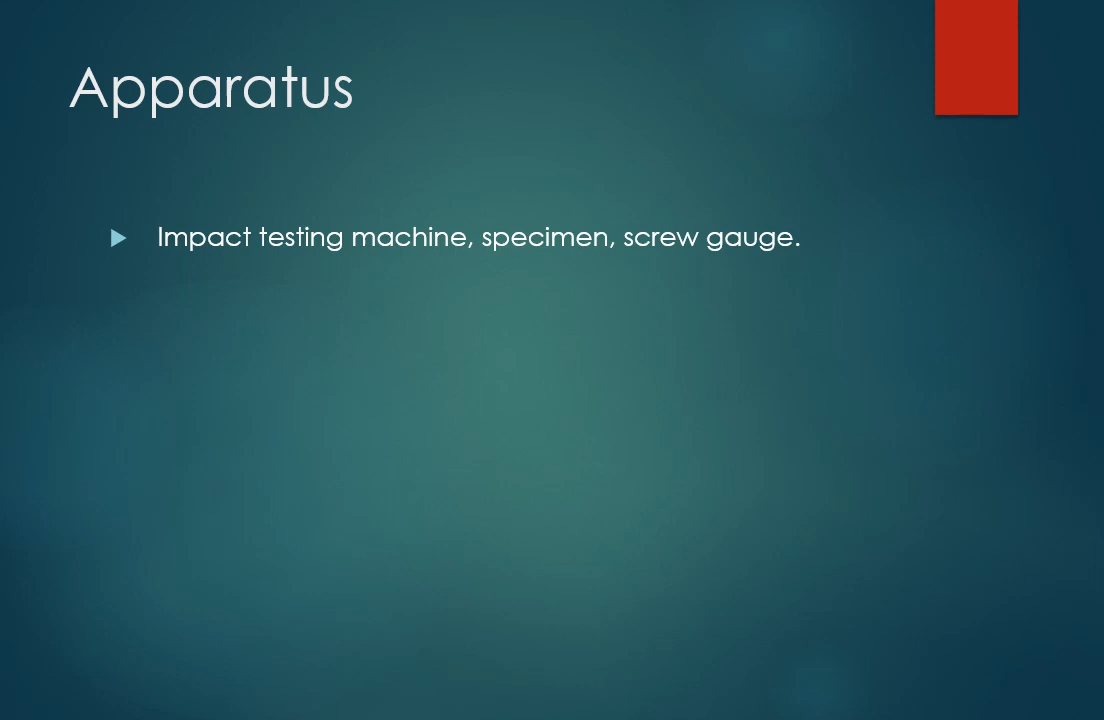 Apparatus
Impact testing machine, specimen, screw gauge.